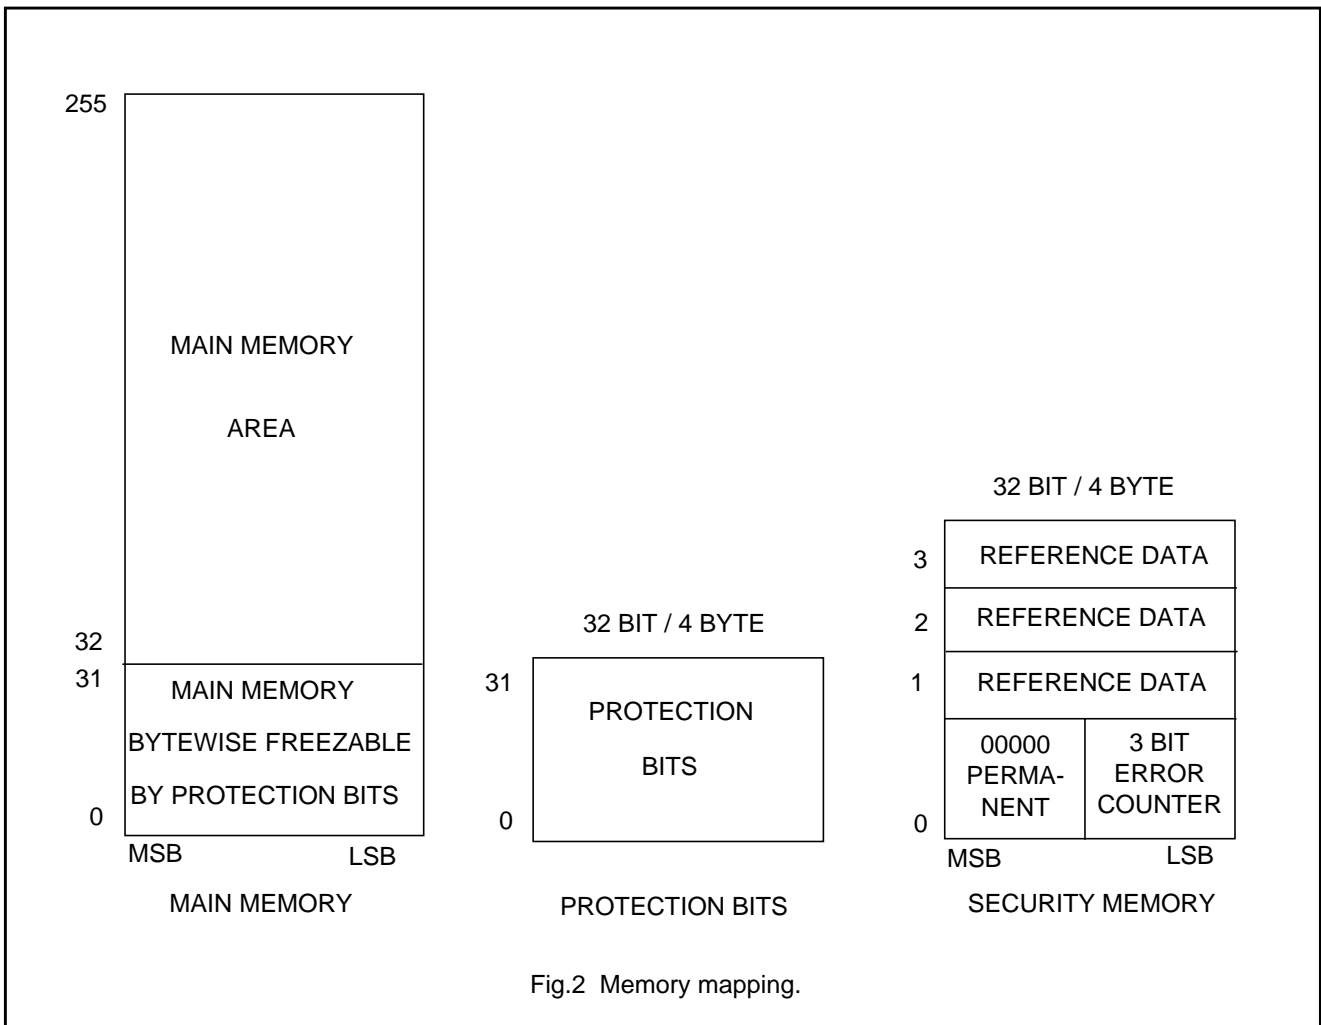 255
MAIN MEMORY
AREA
32
31
MAIN MEMORY
BYTEWISE FREEZABLE
BY PROTECTION BITS
0
MSB LSB
MAIN MEMORY
32 BIT / 4 BYTE
31
PROTECTION
BITS
0
PROTECTION BITS
32 BIT / 4 BYTE
3 REFERENCE DATA
2 REFERENCE DATA
1 REFERENCE DATA
00000
PERMA-
NENT
3 BIT
ERROR
COUNTER
0
MSB LSB
SECURITY MEMORY
Fig.2 Memory mapping.